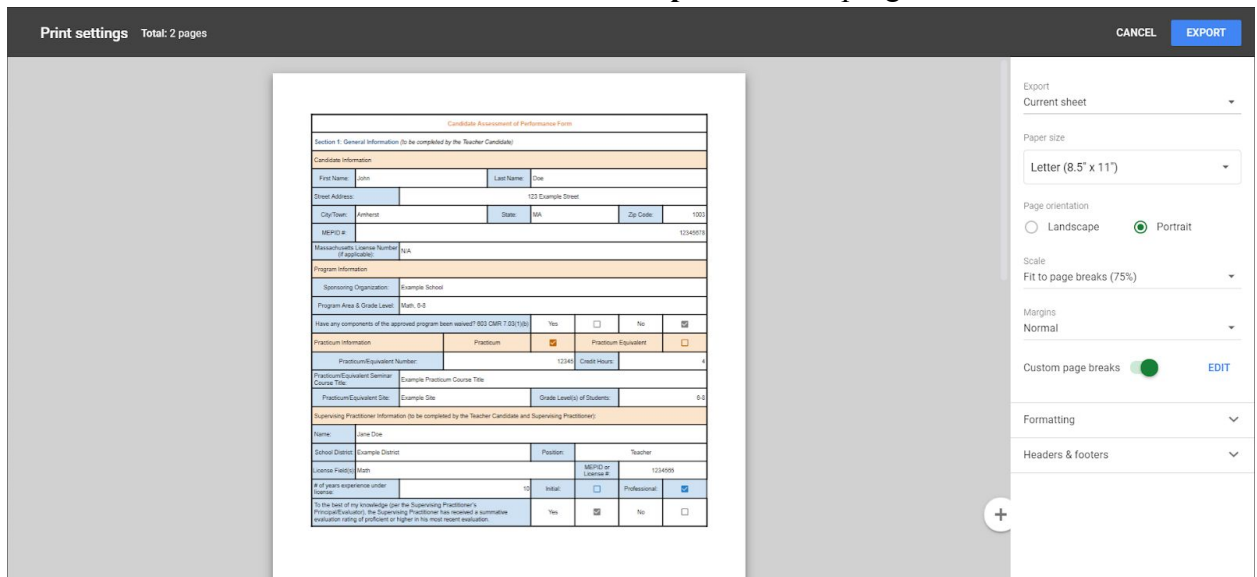 Print settings Total: 2 pages
CANCEL EXPORT
Candidate Assessment of Performance Form
Section 1: General Information (to be completed by the Teacher Candidate)
Candidate Information
First Name: John Last Name: Doe
Street Address: 123 Example Street
City/Town: Amherst State: MA Zip Code: 1003
MEPID #: 12345678
Massachusetts License Number
(if applicable): N/A
Program Information
Sponsoring Organization: Example School
Program Area & Grade Level: Math, 6-8
Have any components of the approved program been waived? 603 CMR 7.03(1)(b) Yes No
Practicum Information Practicum Practicum Equivalent
Practicum/Equivalent Number: 12345 Credit Hours: 4
Practicum/Equivalent Seminar
Course Title: Example Practicum Course Title
Practicum/Equivalent Site: Example Site Grade Level(s) of Students: 6-8
Supervising Practitioner Information (to be completed by the Teacher Candidate and Supervising Practitioner):
Name: Jane Doe
School District: Example District Position: Teacher
License Field(s) Math MEPID or
License #: 1234566
# of years experience under
license: 10 Initial: Professional:
To the best of my knowledge (per the Supervising Practitioner's
Principal/Evaluator), the Supervising Practitioner has received a summative
evaluation rating of proficient or higher in his most recent evaluation. Yes No
Export
Current sheet
Paper size
Letter (8.5" x 11")
Page orientation
Landscape Portrait
Scale
Fit to page breaks (75%)
Margins
Normal
Custom page breaks EDIT
Formatting
Headers & footers